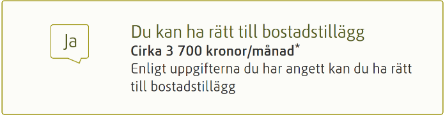 Ja
Du kan ha rätt till bostadstillägg
Cirka 3 700 kronor/månad*
Enligt uppgifterna du har angett kan du ha rätt
till bostadstillägg